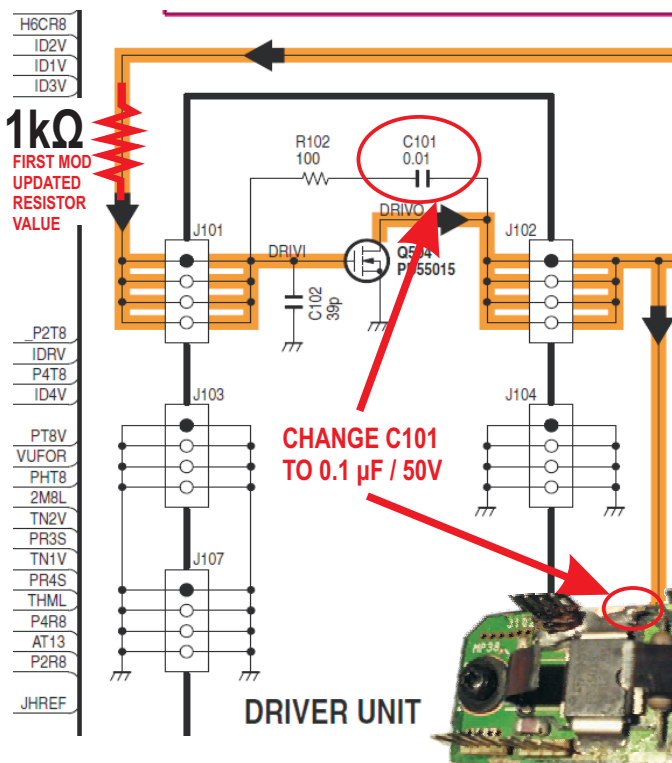 H6CR8
ID2V
ID1V
ID3V
1kΩ
FIRST MOD
UPDATED
RESISTOR
VALUE
R102
100
C101
0.01
J101
DRIVI
DRIVO
J102
C102
39p
_P2T8
IDRV
P4T8
ID4V
J103
J104
PT8V
VUFOR
PHT8
2M8L
TN2V
PR3S
TN1V
PR4S
THML
P4R8
AT13
P2R8
JHREF
J107
CHANGE C101
TO 0.1 µF / 50V
DRIVER UNIT